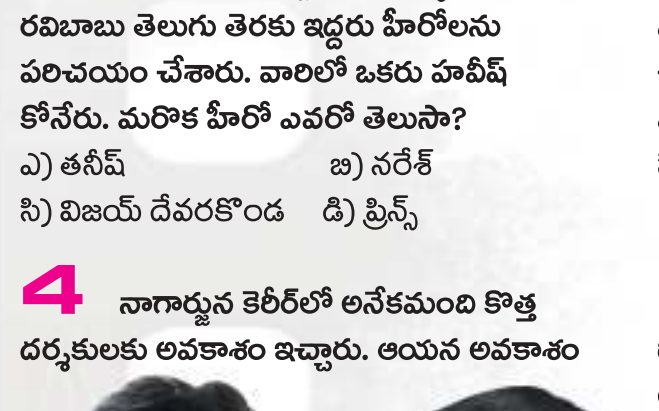 రవిబాబు తెలుగు తెరకు ఇద్దరు హీరోలను
పరిచయం చేశారు. వారిలో ఒకరు హవీష్
కోనేరు. మరొక హీరో ఎవరో తెలుసా?
ఎ) తనీష్ బి) నరేశ్
సి) విజయ్ దేవరకొండ డి) ప్రిన్స్
4 నాగార్జున కెరీర్‌లో అనేకమంది కొత్త
దర్శకులకు అవకాశం ఇచ్చారు. ఆయన అవకాశం